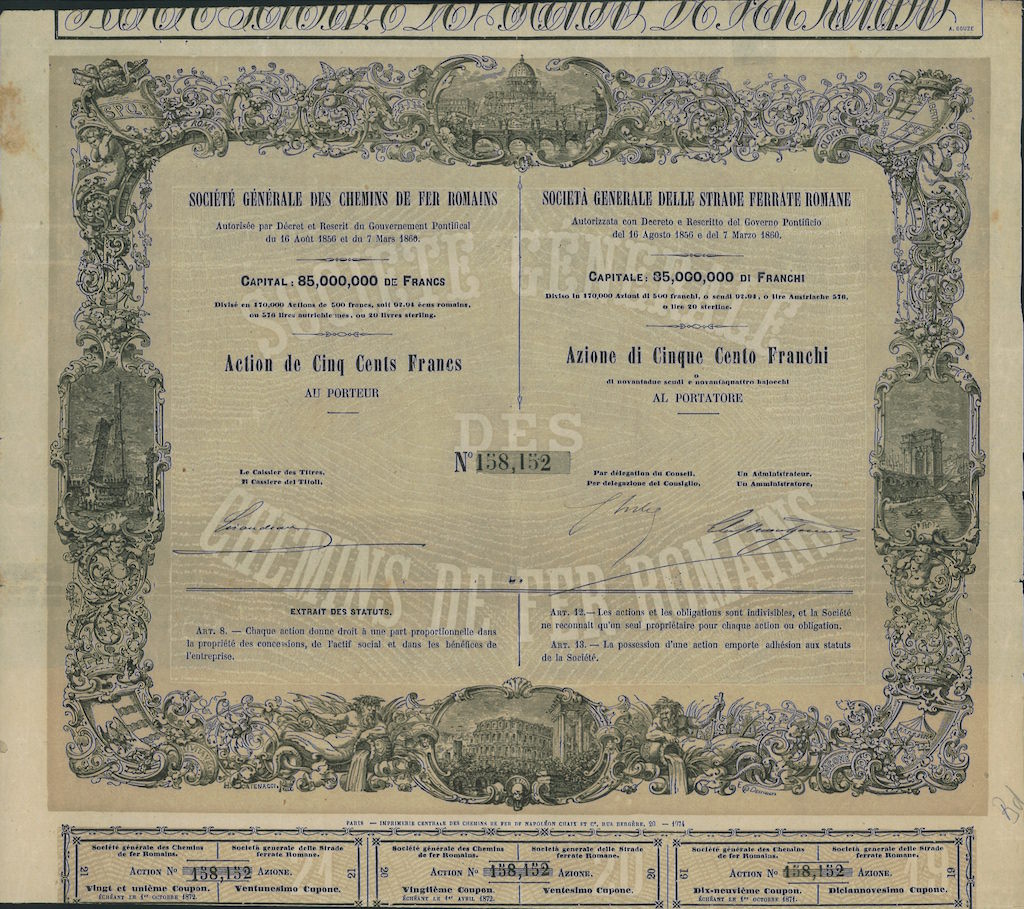 A. GOUZE
SPQR
SOCIÉTÉ GÉNÉRALE DES CHEMINS DE FER ROMAINS
Autorisée par Décret et Rescrit du Gouvernement Pontifical
du 16 Août 1856 et du 7 Mars 1860.
CAPITAL : 85,000,000 DE FRANCS
Divisé en 170,000 Actions de 500 francs, soit 92.94 écus romains,
ou 576 lires autrichiennes, ou 20 livres sterling.
Action de Cinq Cents Francs
AU PORTEUR
SOCIETÀ GENERALE DELLE STRADE FERRATE ROMANE
Autorizzata con Decreto e Rescritto del Governo Pontificio
del 16 Agosto 1856 e del 7 Marzo 1860.
CAPITALE : 85,000,000 DI FRANCHI
Diviso in 170,000 Azioni di 500 franchi, o scudi 92.94, o lire Austriache 576,
o lire 20 sterline.
Azione di Cinque Cento Franchi
o
di novantadue scudi e novantaquattro bajocchi
AL PORTATORE
SOCIÉTÉ GÉNÉRALE
DES
CHEMINS DE FER ROMAINS
No 158,152
Le Caissier des Titres,
Il Cassiere dei Titoli,
Par délégation du Conseil,
Per delegazione del Consiglio,
Un Administrateur.
Un Amministratore,
EXTRAIT DES STATUTS.
ART. 8. — Chaque action donne droit à une part proportionnelle dans
la propriété des concessions, de l'actif social et dans les bénéfices de
l'entreprise.
ART. 12.— Les actions et les obligations sont indivisibles, et la Société
ne reconnaît qu'un seul propriétaire pour chaque action ou obligation.
ART. 13. — La possession d'une action emporte adhésion aux statuts
de la Société.
PARIS — IMPRIMERIE CENTRALE DES CHEMINS DE FER DE NAPOLÉON CHAIX ET Cie, RUE BERGÈRE, 20 — 1974
Bd
21
Société générale des Chemins
de fer Romains.
Società generale delle Strade
ferrate Romane.
ACTION No 158,152 AZIONE.
Vingt et unième Coupon.
Ventunesimo Cupone.
ÉCHÉANT LE 1er OCTOBRE 1872.
21
20
Société générale des Chemins
de fer Romains.
Società generale delle Strade
ferrate Romane.
ACTION No 158,152 AZIONE.
Vingtième Coupon.
Ventesimo Cupone.
ÉCHÉANT LE 1er AVRIL 1872.
20
19
Société générale des Chemins
de fer Romains.
Società generale delle Strade
ferrate Romane.
ACTION No 158,152 AZIONE.
Dix-neuvième Coupon.
Diciannovesimo Cupone.
ÉCHÉANT LE 1er OCTOBRE 1871.
19